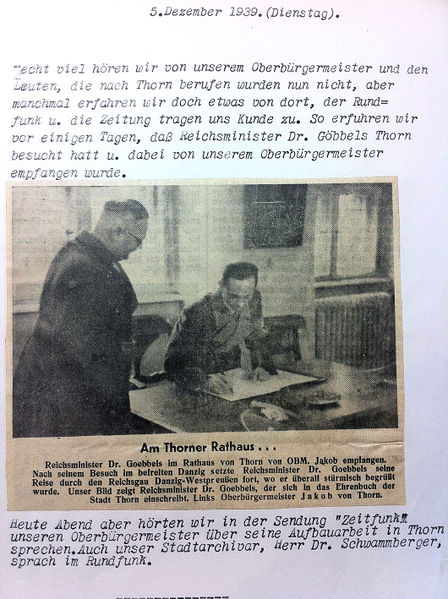 5.Dezember 1939.(Dienstag).
Recht viel hören wir von unserem Oberbürgermeister und den
Leuten, die nach Thorn berufen wurden nun nicht, aber
manchmal erfahren wir doch etwas von dort, der Rund=
funk u. die Zeitung tragen uns Kunde zu. So erfuhren wir
vor einigen Tagen, daß Reichsminister Dr. Göbbels Thorn
besucht hatt u. dabei von unserem Oberbürgermeister
empfangen wurde.
Am Thorner Rathaus . . .
Reichsminister Dr. Goebbels im Rathaus von Thorn von OBM. Jakob empfangen.
Nach seinem Besuch im befreiten Danzig setzte Reichsminister Dr. Goebbels seine
Reise durch den Reichsgau Danzig-Westpreußen fort, wo er überall stürmisch begrüßt
wurde. Unser Bild zeigt Reichsminister Dr. Goebbels, der sich in das Ehrenbuch der
Stadt Thorn einschreibt. Links Oberbürgermeister Jakob von Thorn.
Heute Abend aber hörten wir in der Sendung "Zeitfunk"
unseren Oberbürgermeister über seine Aufbauarbeit in Thorn
sprechen.Auch unser Stadtarchivar, Herr Dr. Schwammberger,
sprach im Rundfunk.